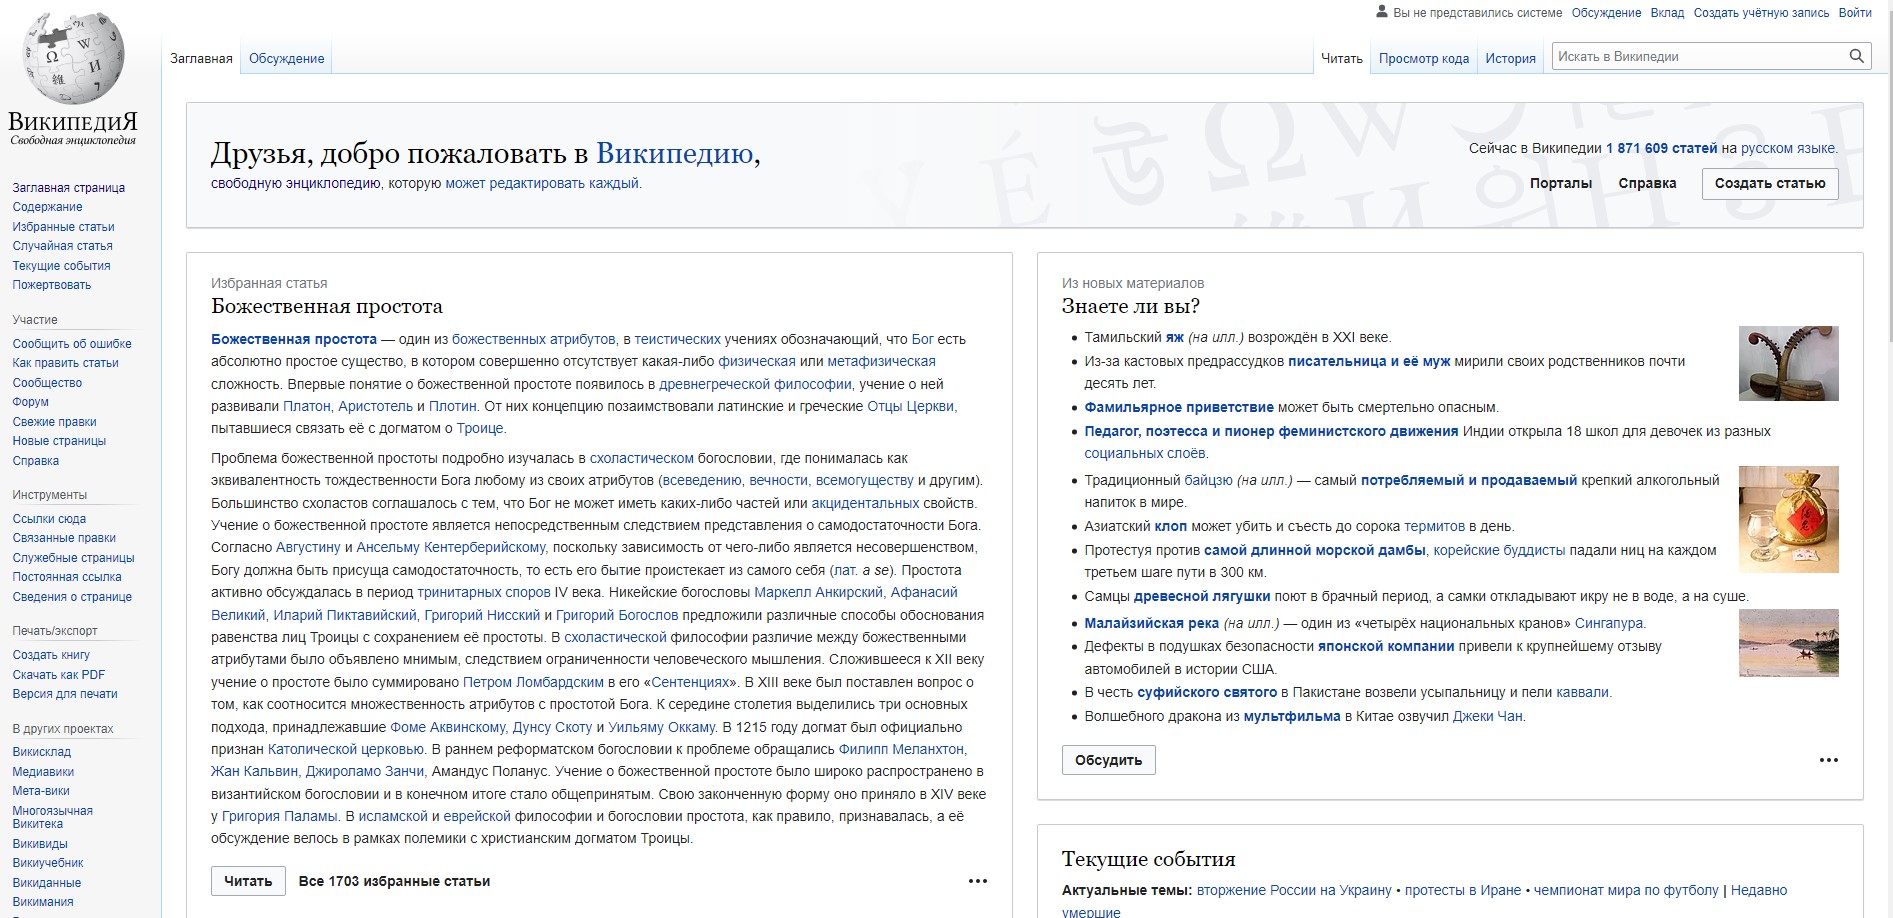 Вы не представились системе Обсуждение Вклад Создать учётную запись Войти
Заглавная Обсуждение Читать Просмотр кода История Искать в Википедии
ВИКИПЕДИЯ
Свободная энциклопедия
Заглавная страница
Содержание
Избранные статьи
Случайная статья
Текущие события
Пожертвовать
Участие
Сообщить об ошибке
Как править статьи
Сообщество
Форум
Свежие правки
Новые страницы
Справка
Инструменты
Ссылки сюда
Связанные правки
Служебные страницы
Постоянная ссылка
Сведения о странице
Печать/экспорт
Создать книгу
Скачать как PDF
Версия для печати
В других проектах
Викисклад
Медиавики
Мета-вики
Многоязычная
Викитека
Викивиды
Викиучебник
Викиданные
Викимания
Друзья, добро пожаловать в Википедию,
свободную энциклопедию, которую может редактировать каждый.
Сейчас в Википедии 1 871 609 статей на русском языке.
Порталы Справка Создать статью
Избранная статья
Божественная простота
Божественная простота — один из божественных атрибутов, в теистических учениях обозначающий, что Бог есть
абсолютно простое существо, в котором совершенно отсутствует какая-либо физическая или метафизическая
сложность. Впервые понятие о божественной простоте появилось в древнегреческой философии, учение о ней
развивали Платон, Аристотель и Плотин. От них концепцию позаимствовали латинские и греческие Отцы Церкви,
пытавшиеся связать её с догматом о Троице.
Проблема божественной простоты подробно изучалась в схоластическом богословии, где понималась как
эквивалентность тождественности Бога любому из своих атрибутов (всеведению, вечности, всемогуществу и другим).
Большинство схоластов соглашалось с тем, что Бог не может иметь каких-либо частей или акцидентальных свойств.
Учение о божественной простоте является непосредственным следствием представления о самодостаточности Бога.
Согласно Августину и Ансельму Кентерберийскому, поскольку зависимость от чего-либо является несовершенством,
Богу должна быть присуща самодостаточность, то есть его бытие проистекает из самого себя (лат. a se). Простота
активно обсуждалась в период тринитарных споров IV века. Никейские богословы Маркелл Анкирский, Афанасий
Великий, Иларий Пиктавийский, Григорий Нисский и Григорий Богослов предложили различные способы обоснования
равенства лиц Троицы с сохранением её простоты. В схоластической философии различие между божественными
атрибутами было объявлено мнимым, следствием ограниченности человеческого мышления. Сложившееся к XII веку
учение о простоте было суммировано Петром Ломбардским в его «Сентенциях». В XIII веке был поставлен вопрос о
том, как соотносится множественность атрибутов с простотой Бога. К середине столетия выделились три основных
подхода, принадлежавшие Фоме Аквинскому, Дунсу Скоту и Уильяму Оккаму. В 1215 году догмат был официально
признан Католической церковью. В раннем реформатском богословии к проблеме обращались Филипп Меланхтон,
Жан Кальвин, Джироламо Занчи, Амандус Поланус. Учение о божественной простоте было широко распространено в
византийском богословии и в конечном итоге стало общепринятым. Свою законченную форму оно приняло в XIV веке
у Григория Паламы. В исламской и еврейской философии и богословии простота, как правило, признавалась, а её
обсуждение велось в рамках полемики с христианским догматом Троицы.
Читать Все 1703 избранные статьи
Из новых материалов
Знаете ли вы?
Тамильский яж (на илл.) возрождён в XXI веке.
Из-за кастовых предрассудков писательница и её муж мирили своих родственников почти
десять лет.
Фамильярное приветствие может быть смертельно опасным.
Педагог, поэтесса и пионер феминистского движения Индии открыла 18 школ для девочек из разных
социальных слоёв.
Традиционный байцзю (на илл.) — самый потребляемый и продаваемый крепкий алкогольный
напиток в мире.
Азиатский клоп может убить и съесть до сорока термитов в день.
Протестуя против самой длинной морской дамбы, корейские буддисты падали ниц на каждом
третьем шаге пути в 300 км.
Самцы древесной лягушки поют в брачный период, а самки откладывают икру не в воде, а на суше.
Малайзийская река (на илл.) — один из «четырёх национальных кранов» Сингапура.
Дефекты в подушках безопасности японской компании привели к крупнейшему отзыву
автомобилей в истории США.
В честь суфийского святого в Пакистане возвели усыпальницу и пели каввали.
Волшебного дракона из мультфильма в Китае озвучил Джеки Чан.
Обсудить
Текущие события
Актуальные темы: вторжение России на Украину • протесты в Иране • чемпионат мира по футболу | Недавно
умершие